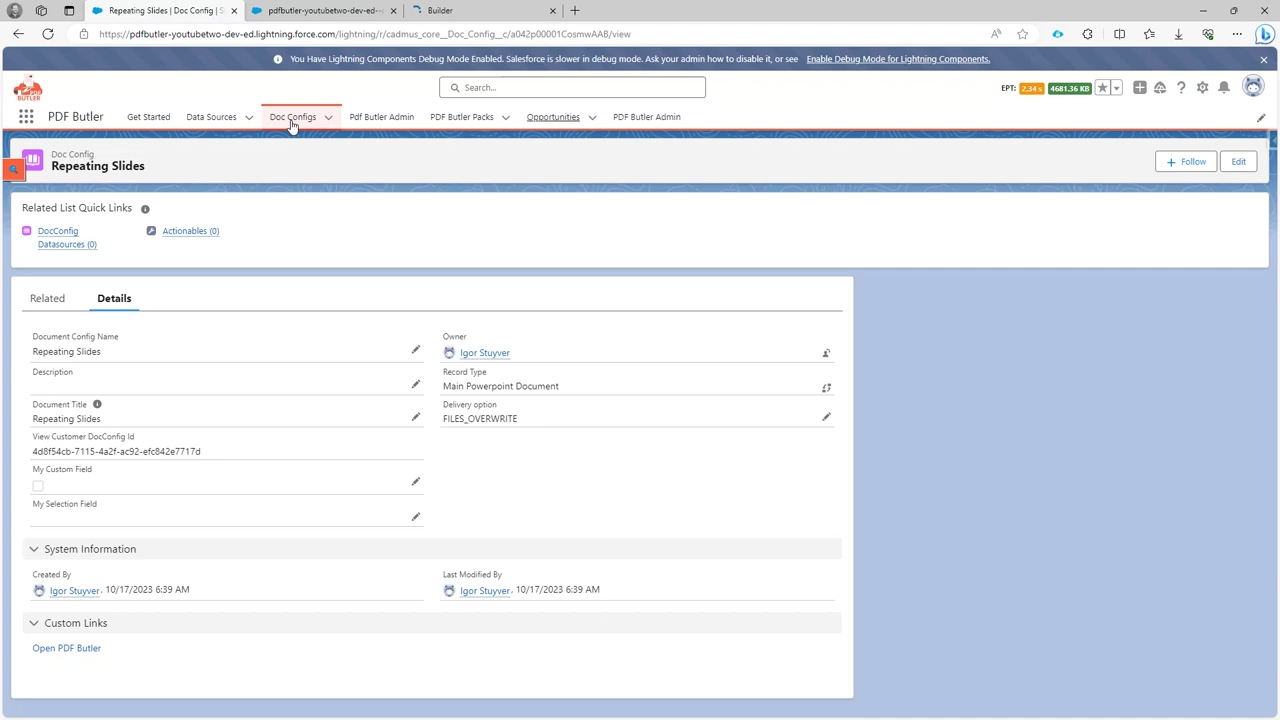 Repeating Slides | Doc Config | S
pdfbutler-youtubetwo-dev-ed--
Builder
https://pdfbutler-youtubetwo-dev-ed.lightning.force.com/lightning/r/cadmus_core__Doc_Config__c/a042p00001CosmwAAB/view
You Have Lightning Components Debug Mode Enabled. Salesforce is slower in debug mode. Ask your admin how to disable it, or see Enable Debug Mode for Lightning Components.
PDF BUTLER
Search...
EPT: 2.34 s 4681.36 KB
PDF Butler
Get Started
Data Sources
Doc Configs
Pdf Butler Admin
PDF Butler Packs
Opportunities
PDF Butler Admin
Doc Config
Repeating Slides
Follow
Edit
Related List Quick Links
DocConfig Datasources (0)
Actionables (0)
Related
Details
Document Config Name
Repeating Slides
Owner
Igor Stuyver
Description
Record Type
Main Powerpoint Document
Document Title
Repeating Slides
Delivery option
FILES_OVERWRITE
View Customer DocConfig Id
4d8f54cb-7115-4a2f-ac92-efc842e7717d
My Custom Field
My Selection Field
System Information
Created By
Igor Stuyver, 10/17/2023 6:39 AM
Last Modified By
Igor Stuyver, 10/17/2023 6:39 AM
Custom Links
Open PDF Butler